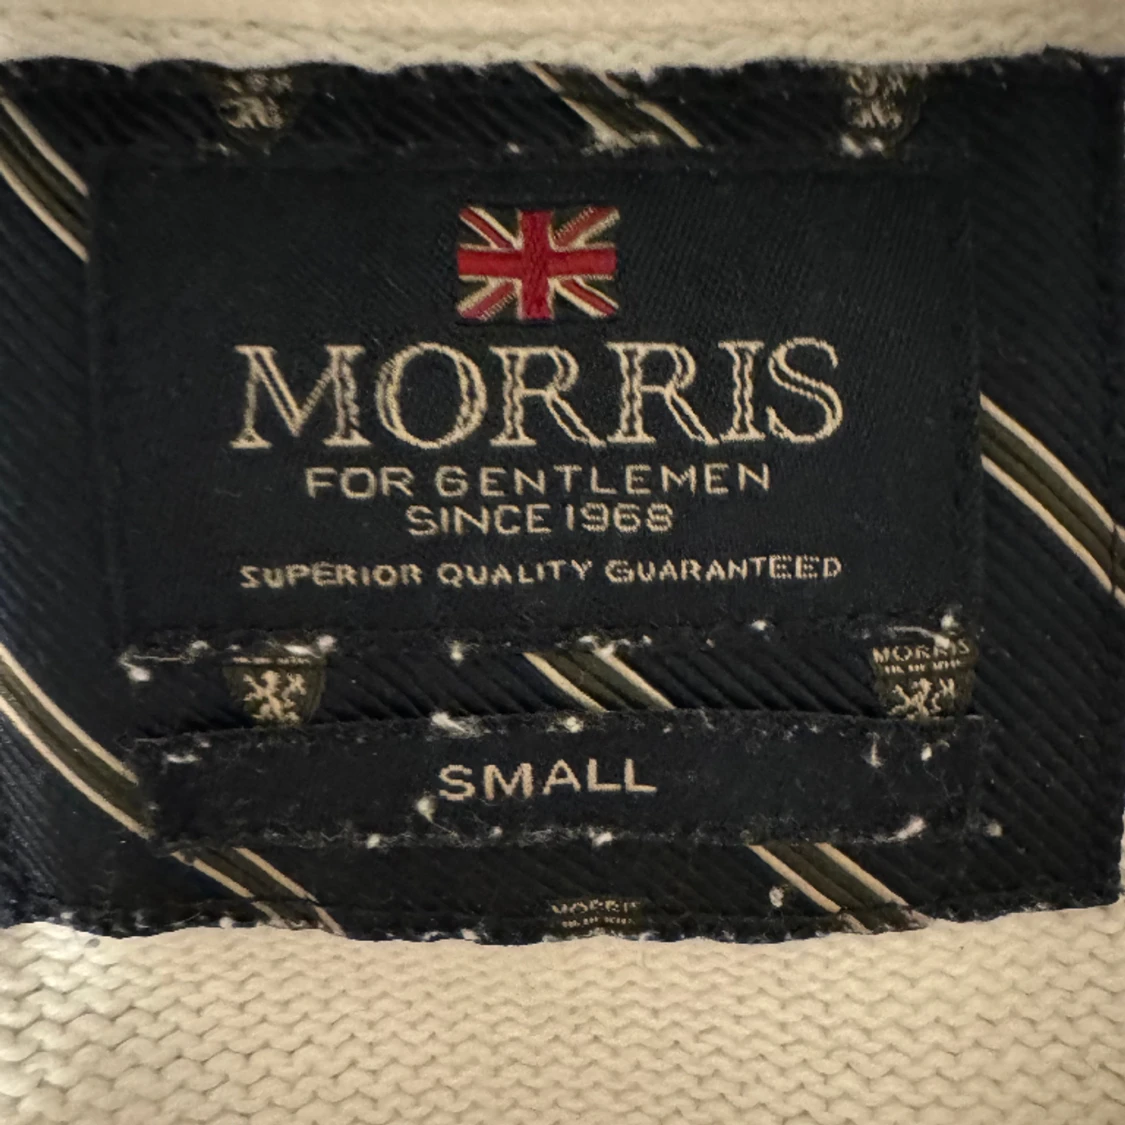 MORRIS
FOR GENTLEMEN
SINCE 1968
SUPERIOR QUALITY GUARANTEED
MORRIS
SMALL
MORRIS